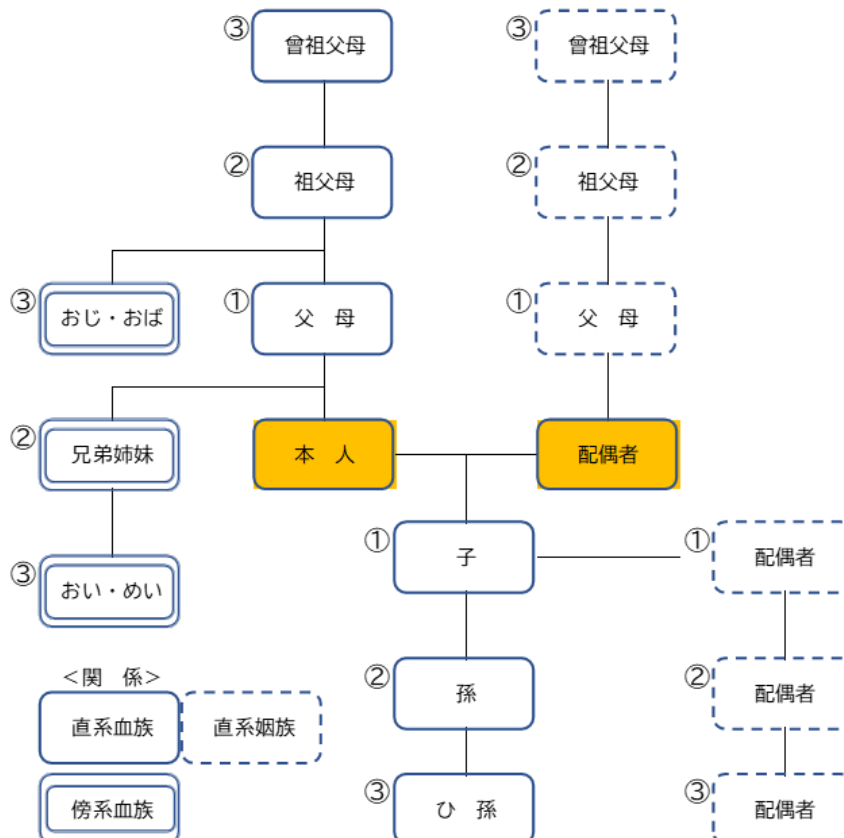 ③ 曾祖父母 ③ 曾祖父母
② 祖父母 ② 祖父母
③ おじ・おば ① 父　母 ① 父　母
② 兄弟姉妹 本　人 配偶者
① 子 ① 配偶者
③ おい・めい
＜関　係＞
② 孫 ② 配偶者
直系血族 直系姻族
③ ひ　孫 ③ 配偶者
傍系血族